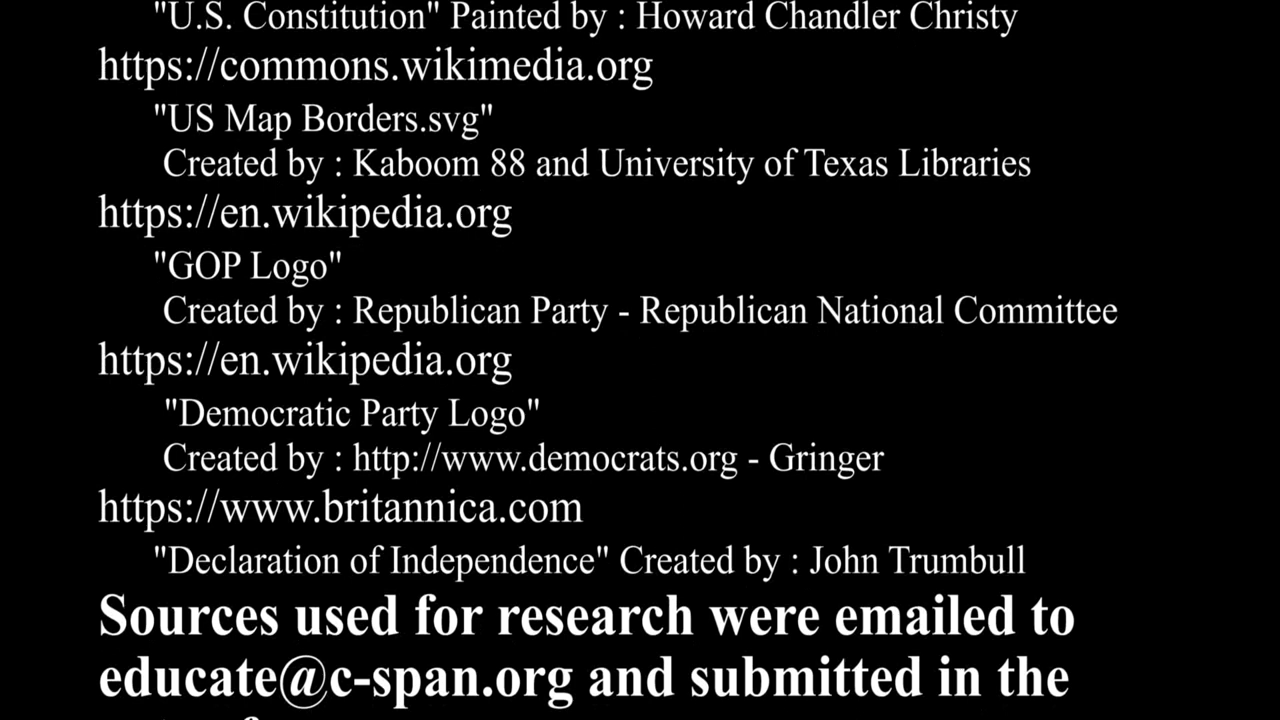 "U.S. Constitution" Painted by : Howard Chandler Christy
https://commons.wikimedia.org
"US Map Borders.svg"
Created by : Kaboom 88 and University of Texas Libraries
https://en.wikipedia.org
"GOP Logo"
Created by : Republican Party - Republican National Committee
https://en.wikipedia.org
"Democratic Party Logo"
Created by : http://www.democrats.org - Gringer
https://www.britannica.com
"Declaration of Independence" Created by : John Trumbull
Sources used for research were emailed to
educate@c-span.org and submitted in the